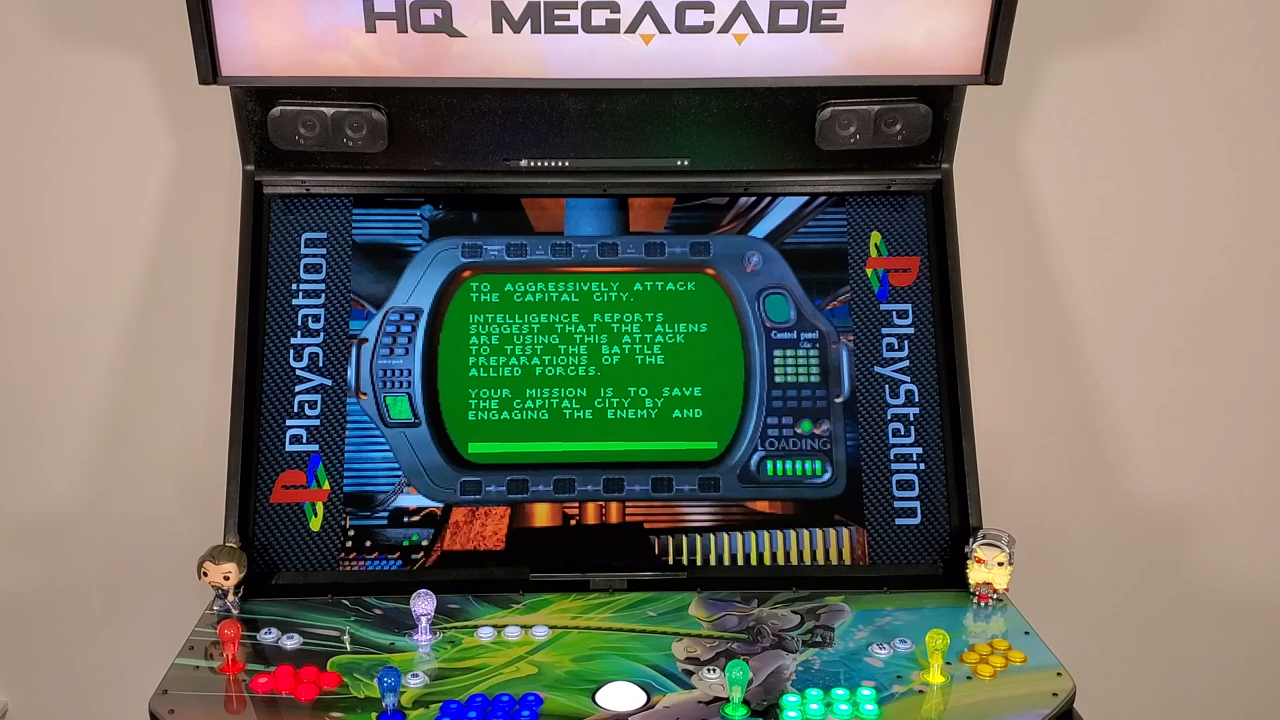 HQ MEGACADE
PlayStation
TO AGGRESSIVELY ATTACK
THE CAPITAL CITY.
INTELLIGENCE REPORTS
SUGGEST THAT THE ALIENS
ARE USING THIS ATTACK
TO TEST THE BATTLE
PREPARATIONS OF THE
ALLIED FORCES.
YOUR MISSION IS TO SAVE
THE CAPITAL CITY BY
ENGAGING THE ENEMY AND
Control panel
LOADING
PlayStation